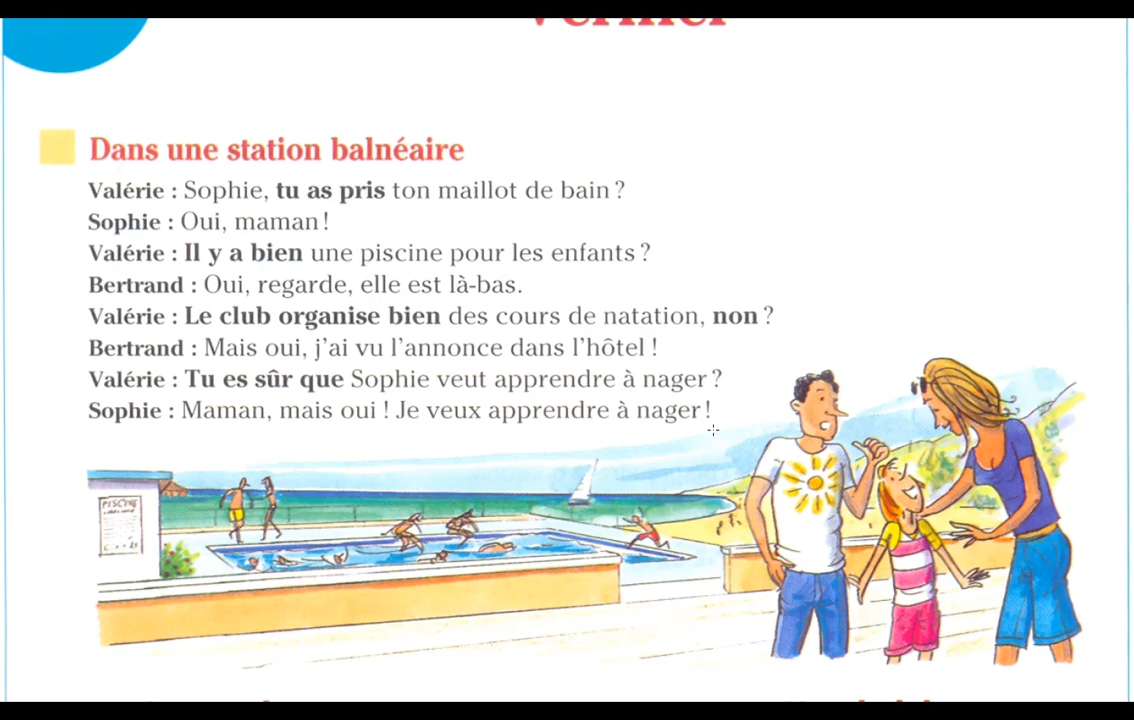 Dans une station balnéaire
Valérie : Sophie, tu as pris ton maillot de bain ?
Sophie : Oui, maman !
Valérie : Il y a bien une piscine pour les enfants ?
Bertrand : Oui, regarde, elle est là-bas.
Valérie : Le club organise bien des cours de natation, non ?
Bertrand : Mais oui, j'ai vu l'annonce dans l'hôtel !
Valérie : Tu es sûr que Sophie veut apprendre à nager ?
Sophie : Maman, mais oui ! Je veux apprendre à nager !
PISCINE